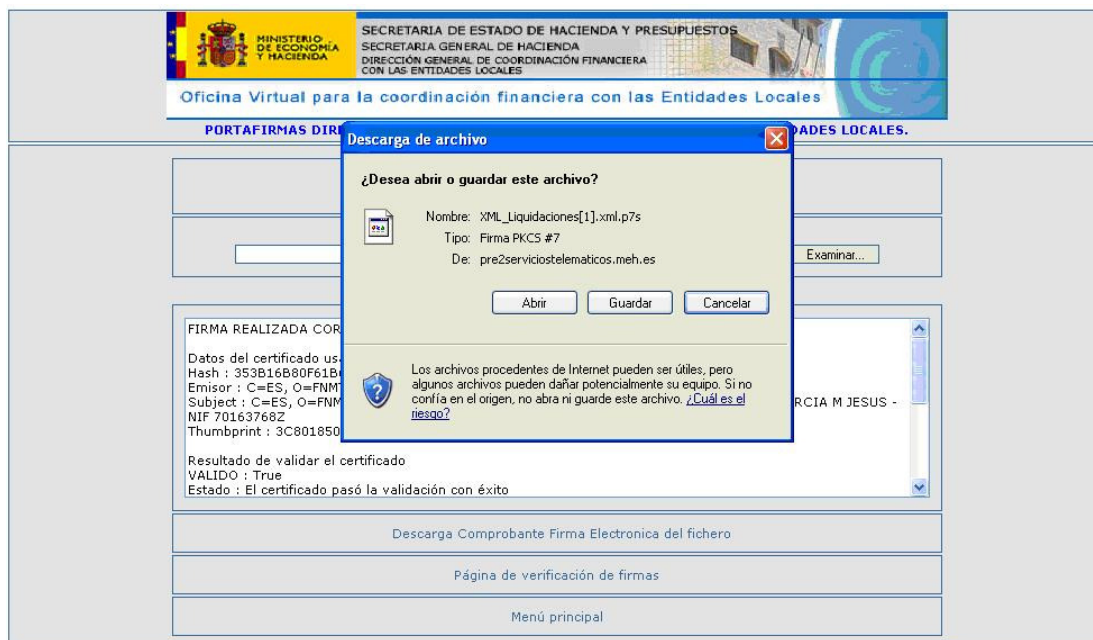 MINISTERIO
DE ECONOMÍA
Y HACIENDA
SECRETARIA DE ESTADO DE HACIENDA Y PRESUPUESTOS
SECRETARIA GENERAL DE HACIENDA
DIRECCIÓN GENERAL DE COORDINACIÓN FINANCIERA
CON LAS ENTIDADES LOCALES
Oficina Virtual para la coordinación financiera con las Entidades Locales
PORTAFIRMAS DIR DADES LOCALES.
Descarga de archivo
¿Desea abrir o guardar este archivo?
Nombre: XML_Liquidaciones[1].xml.p7s
Tipo: Firma PKCS #7
De: pre2serviciostelematicos.meh.es
Abrir Guardar Cancelar
Los archivos procedentes de Internet pueden ser útiles, pero
algunos archivos pueden dañar potencialmente su equipo. Si no
confía en el origen, no abra ni guarde este archivo. ¿Cuál es el
riesgo?
Examinar...
FIRMA REALIZADA COR
Datos del certificado us
Hash : 353B16B80F61B
Emisor : C=ES, O=FNM
Subject : C=ES, O=FNM RCIA M JESUS -
NIF 70163768Z
Thumbprint : 3C801850
Resultado de validar el certificado
VALIDO : True
Estado : El certificado pasó la validación con éxito
Descarga Comprobante Firma Electronica del fichero
Página de verificación de firmas
Menú principal